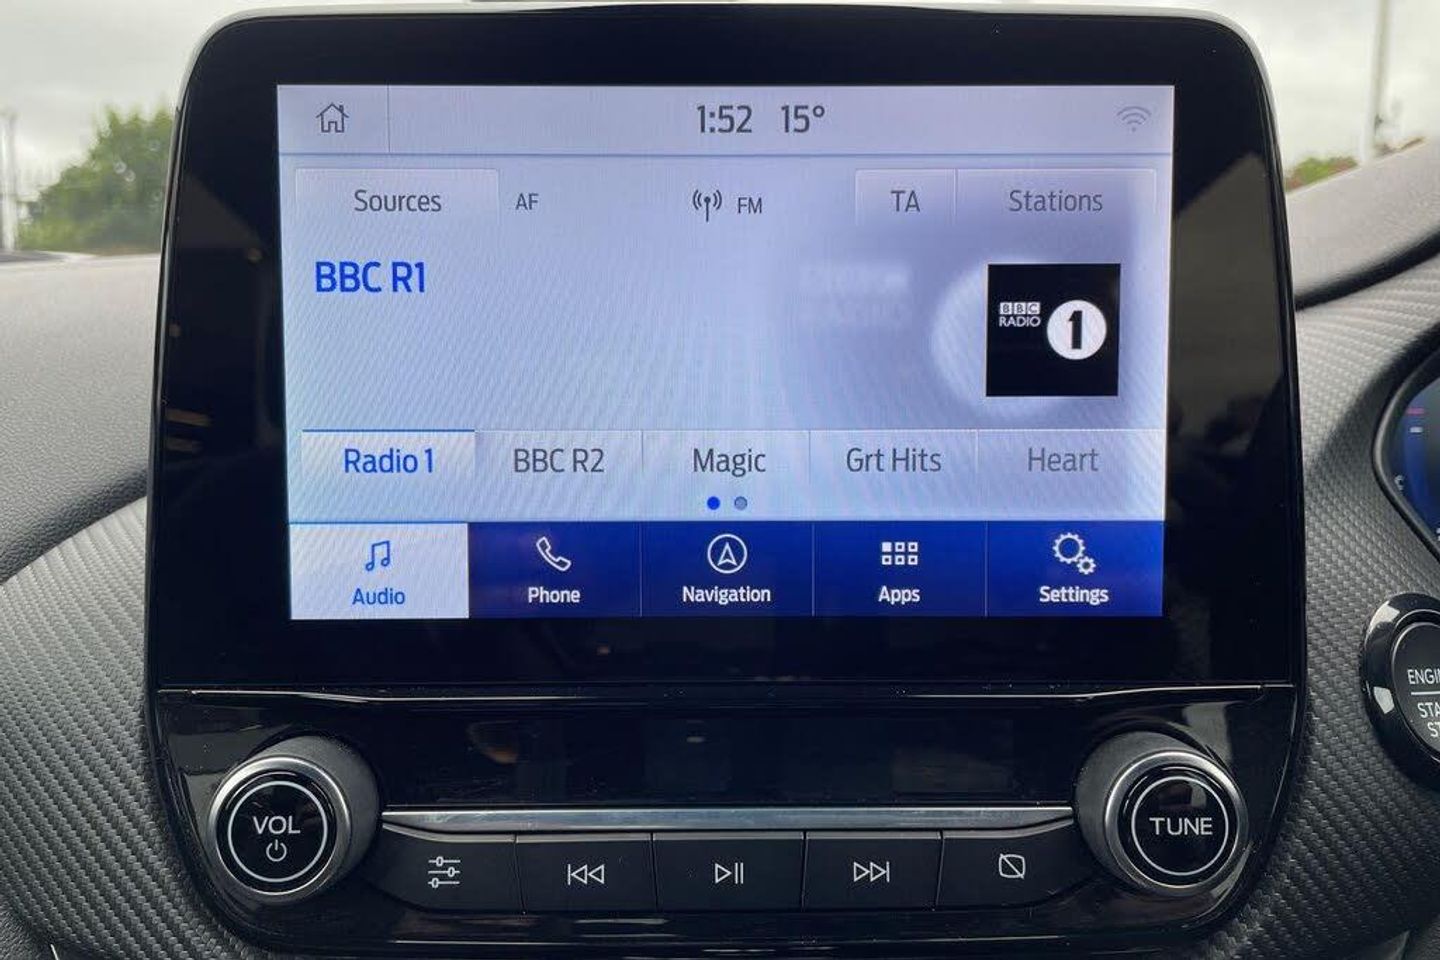 1:52 15°
Sources AF FM TA Stations
BBC R1
BBC
RADIO 1
Radio 1 BBC R2 Magic Grt Hits Heart
Audio Phone Navigation Apps Settings
VOL
TUNE